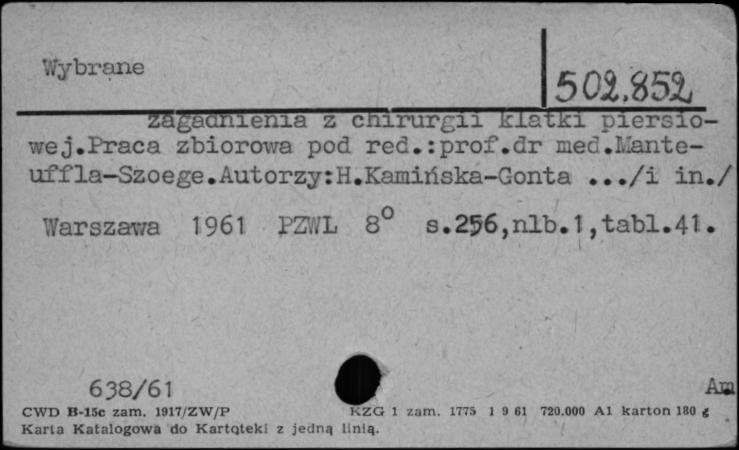 Wybrane
502.852
zagadnienia z chirurgii klatki piersio-
wej.Praca zbiorowa pod red.:prof.dr med.Mante-
uffla-Szoege.Autorzy:H.Kamińska-Gonta .../i in./
Warszawa 1961 PZWL 8° s.256,nlb.1,tabl.41.
638/61
Am
CWD B-15c zam. 1917/ZW/P KZG 1 zam. 1775 1 9 61 720.000 A1 karton 180 g
Karta Katalogowa do Kartoteki z jedną linią.